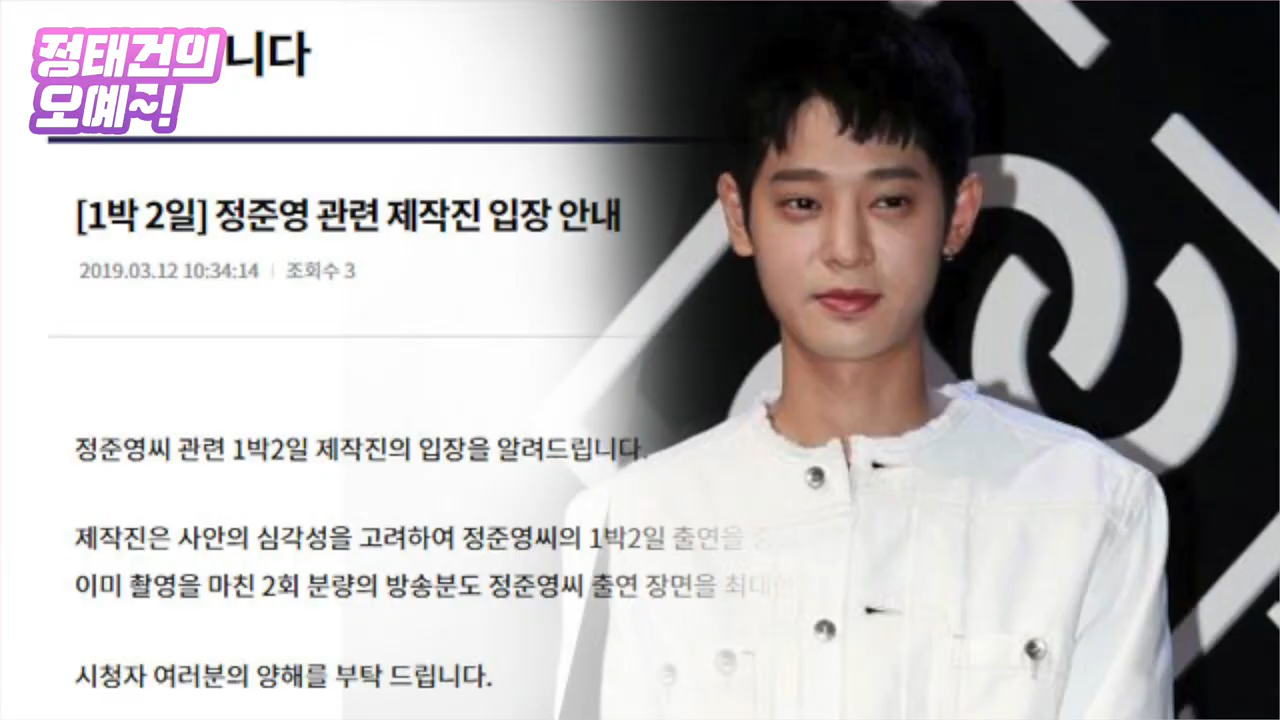 정태건의
오예~!
니다
[1박 2일] 정준영 관련 제작진 입장 안내
2019.03.12 10:34:14 | 조회수 3
정준영씨 관련 1박2일 제작진의 입장을 알려드립니다.
제작진은 사안의 심각성을 고려하여 정준영씨의 1박2일 출연을
이미 촬영을 마친 2회 분량의 방송분도 정준영씨 출연 장면을
시청자 여러분의 양해를 부탁 드립니다.